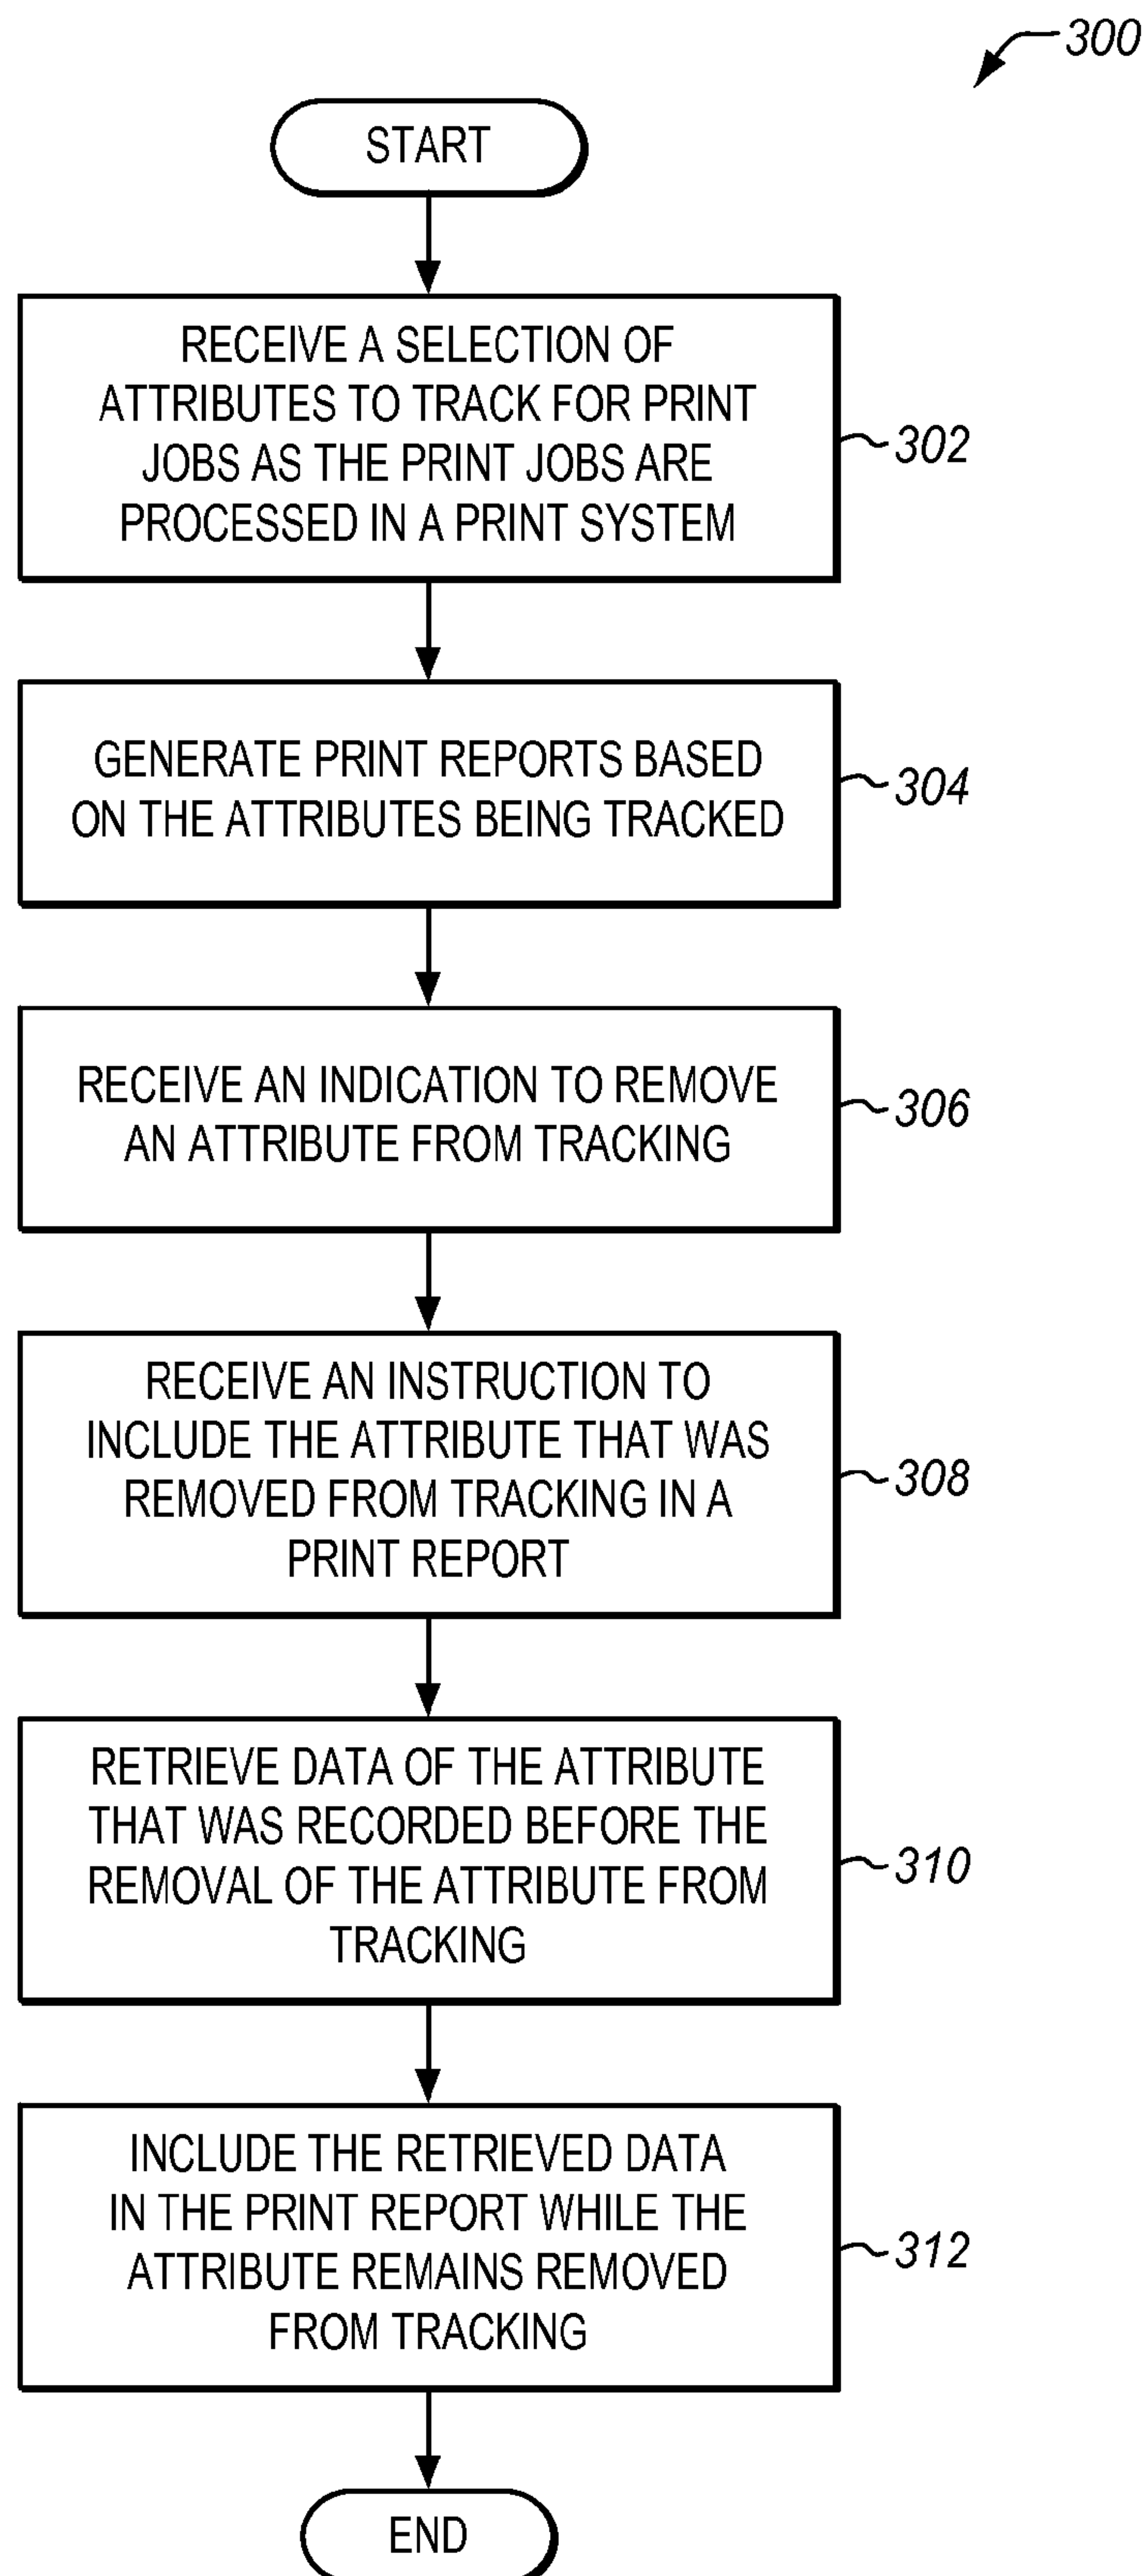 300
START
RECEIVE A SELECTION OF
ATTRIBUTES TO TRACK FOR PRINT
JOBS AS THE PRINT JOBS ARE
PROCESSED IN A PRINT SYSTEM
302
GENERATE PRINT REPORTS BASED
ON THE ATTRIBUTES BEING TRACKED
304
RECEIVE AN INDICATION TO REMOVE
AN ATTRIBUTE FROM TRACKING
306
RECEIVE AN INSTRUCTION TO
INCLUDE THE ATTRIBUTE THAT WAS
REMOVED FROM TRACKING IN A
PRINT REPORT
308
RETRIEVE DATA OF THE ATTRIBUTE
THAT WAS RECORDED BEFORE THE
REMOVAL OF THE ATTRIBUTE FROM
TRACKING
310
INCLUDE THE RETRIEVED DATA
IN THE PRINT REPORT WHILE THE
ATTRIBUTE REMAINS REMOVED
FROM TRACKING
312
END